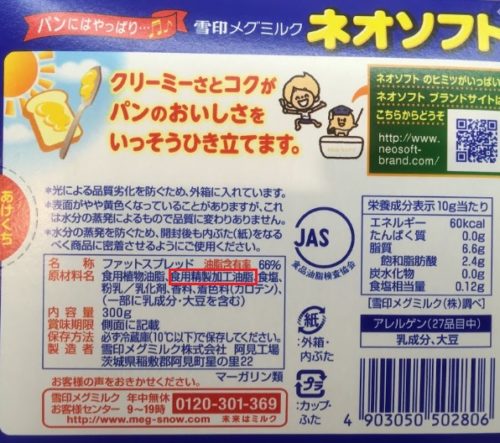 パンにはやっぱり…♫♪
雪印メグミルク
ネオソフト
クリーミーさとコクが
パンのおいしさを
いっそうひき立てます。
ネオソフトのヒミツがいっぱい
ネオソフト ブランドサイト
こちらからどうぞ
http://www.
neosoft-
brand.com/
あけぐち
*光による品質劣化を防ぐため、外箱に入れています。
*表面がやや黄色くなっていることがありますが、これ
は水分の蒸発によるもので品質に変わりありません。
*水分の蒸発を防ぐため、開封後も内ぶた(紙)をなる
べく商品に密着させるようにご使用ください。
JAS
食品油脂検査協会
栄養成分表示 10g当たり
エネルギー 60kcal
たんぱく質 0.0g
脂質 6.6g
飽和脂肪酸 2.4g
炭水化物 0.0g
食塩相当量 0.12g
[雪印メグミルク(株)調べ]
アレルゲン(27品目中)
乳成分、大豆
名称 ファットスプレッド 油脂含有率 66%
原材料名 食用植物油脂、食用精製加工油脂、食塩、
粉乳/乳化剤、香料、着色料(カロテン)、
(一部に乳成分・大豆を含む)
内容量 300g
賞味期限 側面に記載
保存方法 必ず冷蔵庫(10℃以下)で保存してください。
製造者 雪印メグミルク株式会社 阿見工場
茨城県稲敷郡阿見町星の里22
マーガリン類
紙
:外箱・
内ぶた
プラ
:カップ・
ふた
お客様の声をおきかせください
雪印メグミルク
お客様センター
年中無休
9〜19時
0120-301-369
www.meg-snow.com
未来はミルク
4903050502806